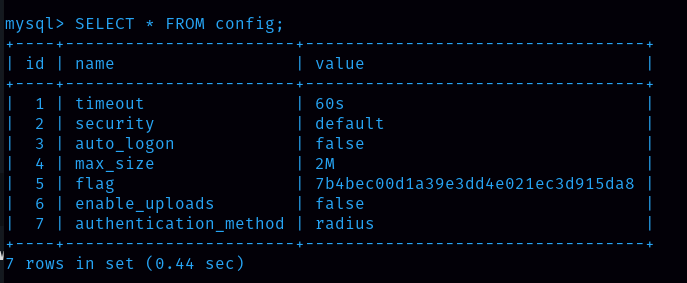 mysql> SELECT * FROM config;
+----+-----------------------+----------------------------------+
| id | name                  | value                            |
+----+-----------------------+----------------------------------+
|  1 | timeout               | 60s                              |
|  2 | security              | default                          |
|  3 | auto_logon            | false                            |
|  4 | max_size              | 2M                               |
|  5 | flag                  | 7b4bec00d1a39e3dd4e021ec3d915da8 |
|  6 | enable_uploads        | false                            |
|  7 | authentication_method | radius                           |
+----+-----------------------+----------------------------------+
7 rows in set (0.44 sec)